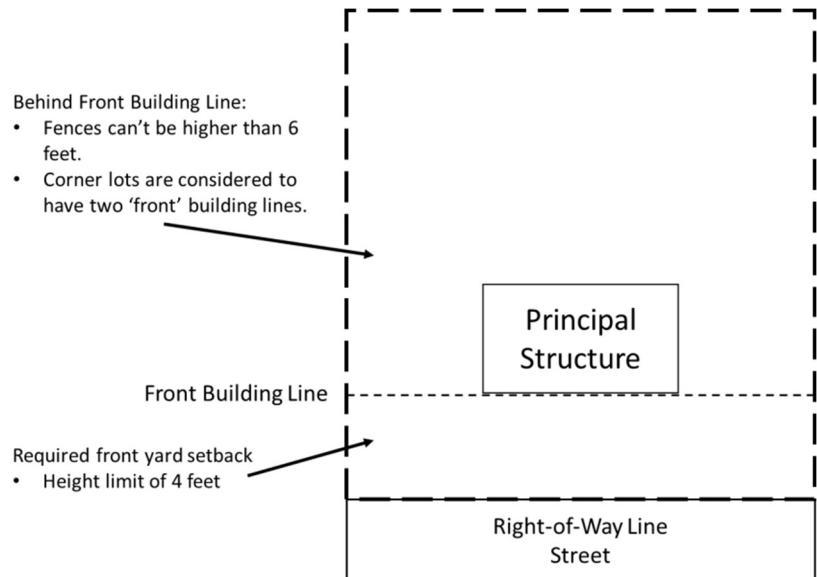 Behind Front Building Line:
• Fences can’t be higher than 6
feet.
• Corner lots are considered to
have two ‘front’ building lines.
Principal
Structure
Front Building Line
Required front yard setback
• Height limit of 4 feet
Right-of-Way Line
Street